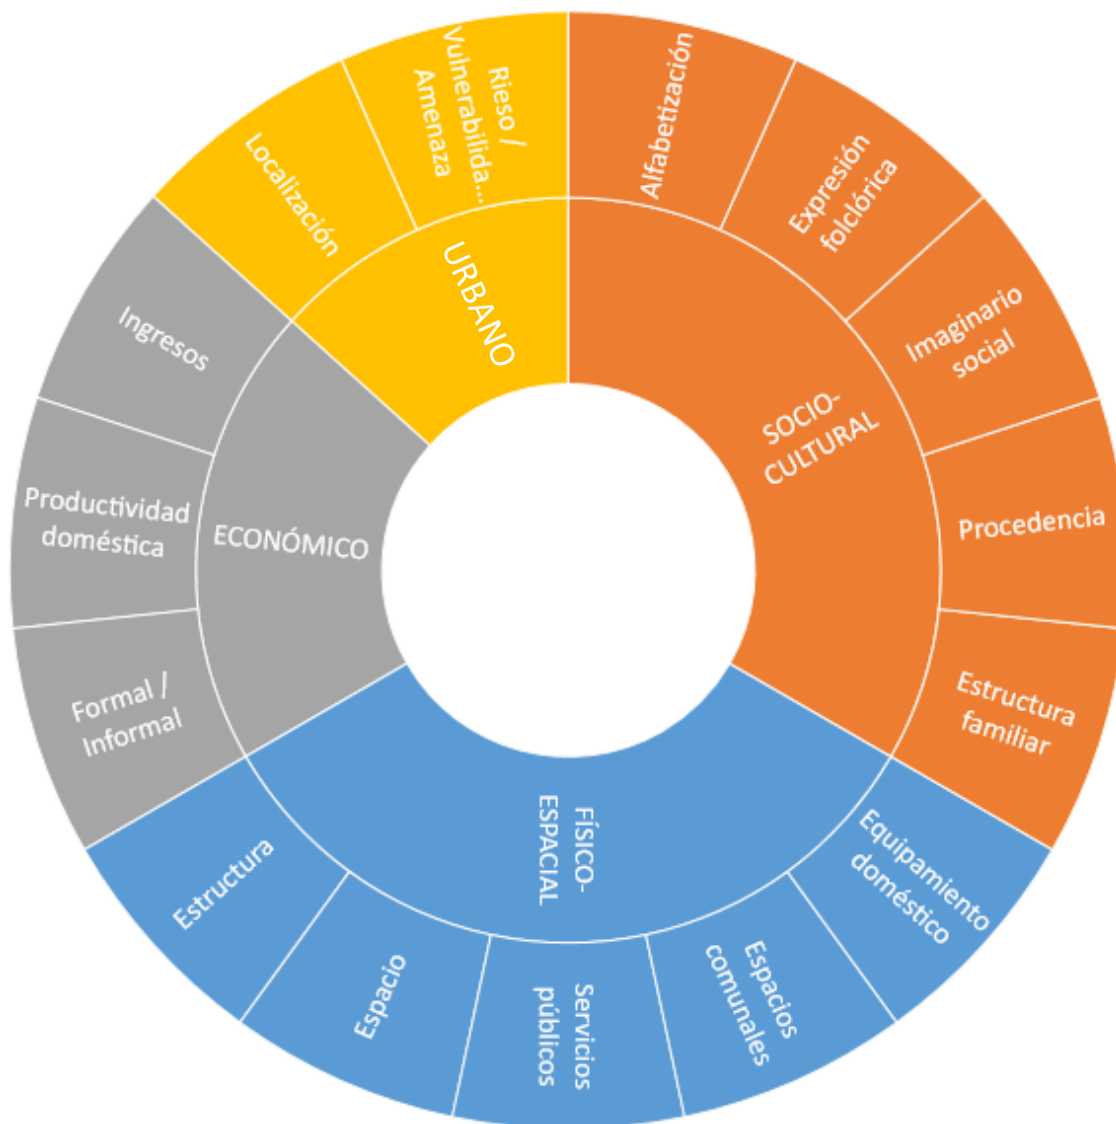 Alfabetización
Expresión
folclórica
Imaginario
social
Procedencia
Estructura
familiar
SOCIO-
CULTURAL
Equipamiento
doméstico
Espacios
comunales
Servicios
públicos
Espacio
Estructura
FÍSICO-
ESPACIAL
Formal /
Informal
Productividad
doméstica
Ingresos
ECONÓMICO
Localización
Rieso /
Vulnerabilida...
Amenaza
URBANO